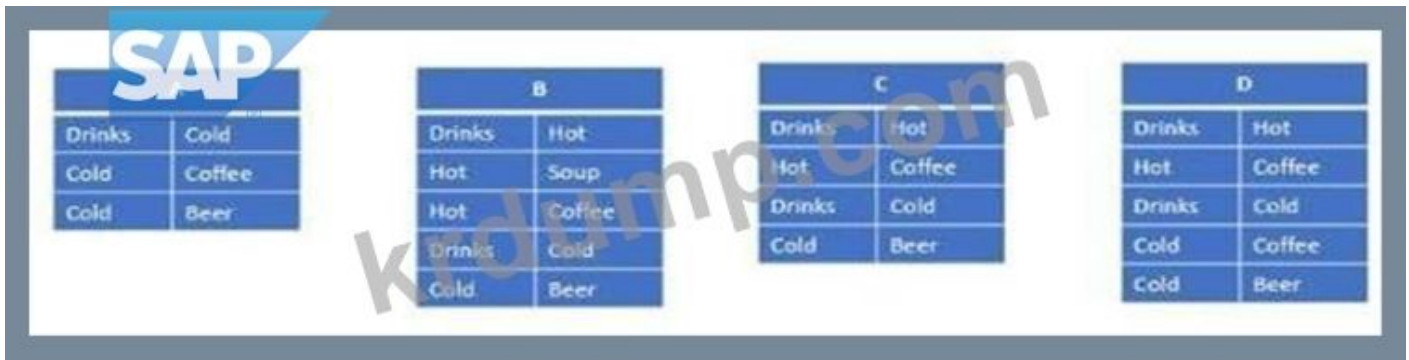 SAP
Drinks Cold
Cold Coffee
Cold Beer
B
Drinks Hot
Hot Soup
Hot Coffee
Drinks Cold
Cold Beer
C
Drinks Hot
Hot Coffee
Drinks Cold
Cold Beer
D
Drinks Hot
Hot Coffee
Drinks Cold
Cold Coffee
Cold Beer
krdump.com